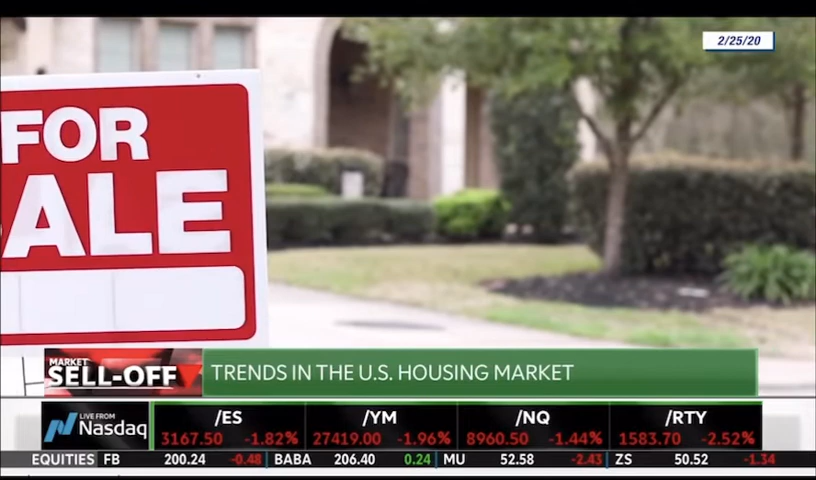 2/25/20
FOR
ALE
MARKET
SELL-OFF
TRENDS IN THE U.S. HOUSING MARKET
LIVE FROM
Nasdaq
/ES /YM /NQ /RTY
3167.50 -1.82% 27419.00 -1.96% 8960.50 -1.44% 1583.70 -2.52%
EQUITIES FB 200.24 -0.48 BABA 206.40 0.24 MU 52.58 -2.43 ZS 50.52 -1.34